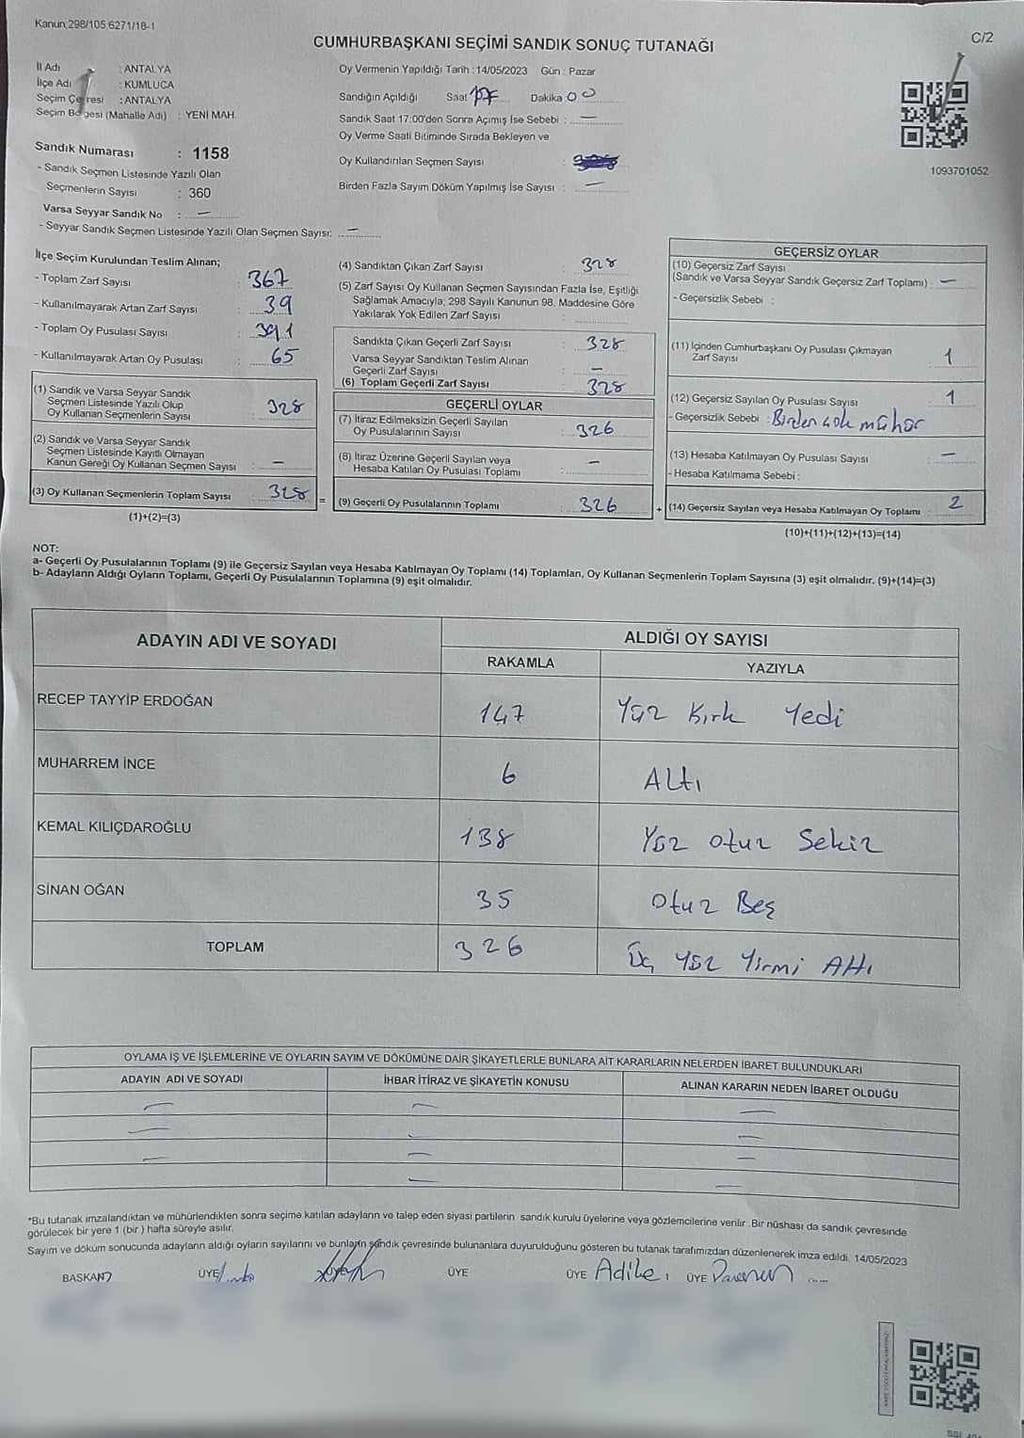 Kanun:298/105,6271/18-1
C/2
CUMHURBAŞKANI SEÇİMİ SANDIK SONUÇ TUTANAĞI
İl Adı : ANTALYA
İlçe Adı : KUMLUCA
Seçim Çevresi : ANTALYA
Seçim Bölgesi (Mahalle Adı) : YENİ MAH.
Sandık Numarası : 1158
- Sandık Seçmen Listesinde Yazılı Olan
Seçmenlerin Sayısı : 360
Varsa Seyyar Sandık No : —
- Seyyar Sandık Seçmen Listesinde Yazılı Olan Seçmen Sayısı: —
Oy Vermenin Yapıldığı Tarih : 14/05/2023 Gün : Pazar
Sandığın Açıldığı Saat 17 Dakika 00
Sandık Saat 17:00'den Sonra Açımış İse Sebebi : —
Oy Verme Saati Bitiminde Sırada Bekleyen ve
Oy Kullandırılan Seçmen Sayısı :
Birden Fazla Sayım Döküm Yapılmış İse Sayısı : —
1093701052
İlçe Seçim Kurulundan Teslim Alınan;
- Toplam Zarf Sayısı : 367
- Kullanılmayarak Artan Zarf Sayısı : 39
- Toplam Oy Pusulası Sayısı : 391
- Kullanılmayarak Artan Oy Pusulası : 65
(1) Sandık ve Varsa Seyyar Sandık
Seçmen Listesinde Yazılı Olup
Oy Kullanan Seçmenlerin Sayısı : 328
(2) Sandık ve Varsa Seyyar Sandık
Seçmen Listesinde Kayıtlı Olmayan
Kanun Gereği Oy Kullanan Seçmen Sayısı : —
(3) Oy Kullanan Seçmenlerin Toplam Sayısı : 328 =
(1)+(2)=(3)
(4) Sandıktan Çıkan Zarf Sayısı : 328
(5) Zarf Sayısı Oy Kullanan Seçmen Sayısından Fazla İse, Eşitliği
Sağlamak Amacıyla; 298 Sayılı Kanunun 98. Maddesine Göre
Yakılarak Yok Edilen Zarf Sayısı :
Sandıkta Çıkan Geçerli Zarf Sayısı : 328
Varsa Seyyar Sandıktan Teslim Alınan
Geçerli Zarf Sayısı : —
(6) Toplam Geçerli Zarf Sayısı : 328
GEÇERLİ OYLAR
(7) İtiraz Edilmeksizin Geçerli Sayılan
Oy Pusulalarının Sayısı : 326
(8) İtiraz Üzerine Geçerli Sayılan veya
Hesaba Katılan Oy Pusulası Toplamı : —
(9) Geçerli Oy Pusulalarının Toplamı : 326 +
GEÇERSİZ OYLAR
(10) Geçersiz Zarf Sayısı
(Sandık ve Varsa Seyyar Sandık Geçersiz Zarf Toplamı) : —
- Geçersizlik Sebebi :
(11) İçinden Cumhurbaşkanı Oy Pusulası Çıkmayan
Zarf Sayısı 1
(12) Geçersiz Sayılan Oy Pusulası Sayısı 1
- Geçersizlik Sebebi : Birden çok mühür
(13) Hesaba Katılmayan Oy Pusulası Sayısı : —
- Hesaba Katılmama Sebebi :
(14) Geçersiz Sayılan veya Hesaba Katılmayan Oy Toplamı : 2
(10)+(11)+(12)+(13)=(14)
NOT:
a- Geçerli Oy Pusulalarının Toplamı (9) ile Geçersiz Sayılan veya Hesaba Katılmayan Oy Toplamı (14) Toplamları, Oy Kullanan Seçmenlerin Toplam Sayısına (3) eşit olmalıdır. (9)+(14)=(3)
b- Adayların Aldığı Oyların Toplamı, Geçerli Oy Pusulalarının Toplamına (9) eşit olmalıdır.
ADAYIN ADI VE SOYADI ALDIĞI OY SAYISI
RAKAMLA YAZIYLA
RECEP TAYYİP ERDOĞAN 147 Yüz Kırk Yedi
MUHARREM İNCE 6 Altı
KEMAL KILIÇDAROĞLU 138 Yüz Otuz Sekiz
SİNAN OĞAN 35 Otuz Beş
TOPLAM 326 Üç Yüz Yirmi Altı
OYLAMA İŞ VE İŞLEMLERİNE VE OYLARIN SAYIM VE DÖKÜMÜNE DAİR ŞİKAYETLERLE BUNLARA AİT KARARLARIN NELERDEN İBARET BULUNDUKLARI
ADAYIN ADI VE SOYADI İHBAR İTİRAZ VE ŞİKAYETİN KONUSU ALINAN KARARIN NEDEN İBARET OLDUĞU
— — —
— — —
— — —
— —
*Bu tutanak imzalandıktan ve mühürlendikten sonra seçime katılan adayların ve talep eden siyasi partilerin sandık kurulu üyelerine veya gözlemcilerine verilir. Bir nüshası da sandık çevresinde
görülecek bir yere 1 (bir) hafta süreyle asılır.
Sayım ve döküm sonucunda adayların aldığı oyların sayılarını ve bunların sandık çevresinde bulunanlara duyurulduğunu gösteren bu tutanak tarafımızdan düzenlenerek imza edildi. 14/05/2023
BAŞKAN ÜYE ÜYE ÜYE ÜYE Adile ÜYE